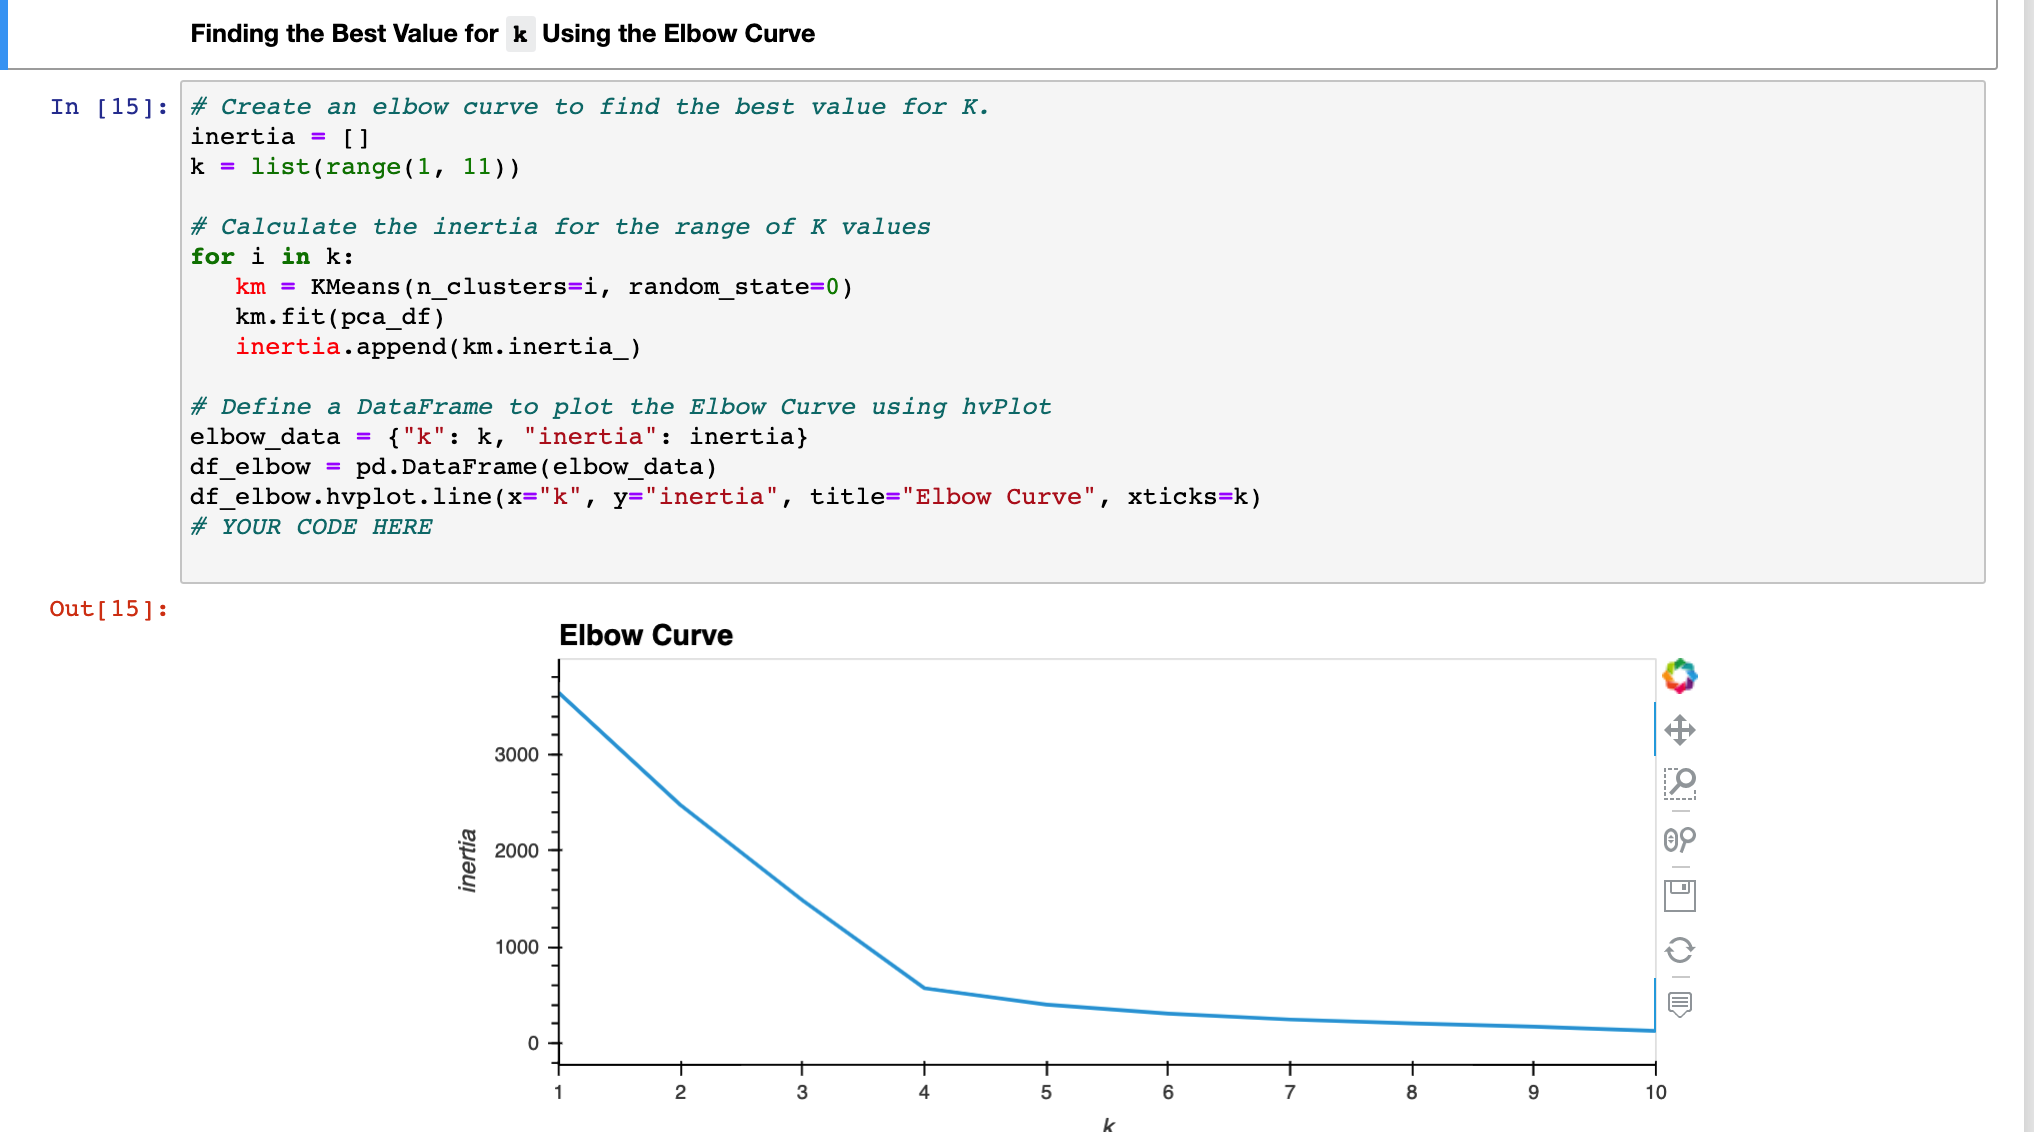 Finding the Best Value for k Using the Elbow Curve
In [15]:
# Create an elbow curve to find the best value for K.
inertia = []
k = list(range(1, 11))
# Calculate the inertia for the range of K values
for i in k:
   km = KMeans(n_clusters=i, random_state=0)
   km.fit(pca_df)
   inertia.append(km.inertia_)
# Define a DataFrame to plot the Elbow Curve using hvPlot
elbow_data = {"k": k, "inertia": inertia}
df_elbow = pd.DataFrame(elbow_data)
df_elbow.hvplot.line(x="k", y="inertia", title="Elbow Curve", xticks=k)
# YOUR CODE HERE
Out[15]:
Elbow Curve
inertia
3000
2000
1000
0
1 2 3 4 5 6 7 8 9 10
k